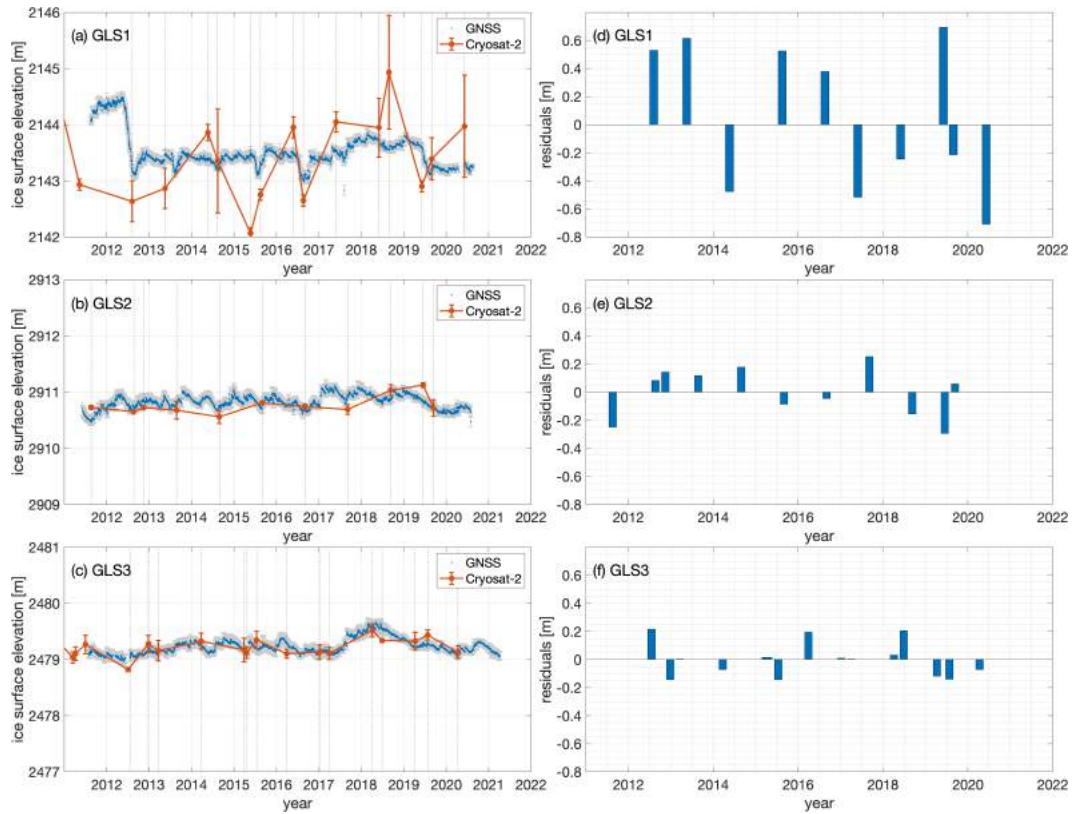 2146
(a) GLS1
GNSS
Cryosat-2
2145
2144
2143
2142
ice surface elevation [m]
2012 2013 2014 2015 2016 2017 2018 2019 2020 2021 2022
year
(d) GLS1
0.6
0.4
0.2
0
-0.2
-0.4
-0.6
-0.8
residuals [m]
2012 2014 2016 2018 2020 2022
year
2913
(b) GLS2
GNSS
Cryosat-2
2912
2911
2910
2909
ice surface elevation [m]
2012 2013 2014 2015 2016 2017 2018 2019 2020 2021 2022
year
(e) GLS2
0.6
0.4
0.2
0
-0.2
-0.4
-0.6
-0.8
residuals [m]
2012 2014 2016 2018 2020 2022
year
2481
(c) GLS3
GNSS
Cryosat-2
2480
2479
2478
2477
ice surface elevation [m]
2012 2013 2014 2015 2016 2017 2018 2019 2020 2021 2022
year
(f) GLS3
0.6
0.4
0.2
0
-0.2
-0.4
-0.6
-0.8
residuals [m]
2012 2014 2016 2018 2020 2022
year